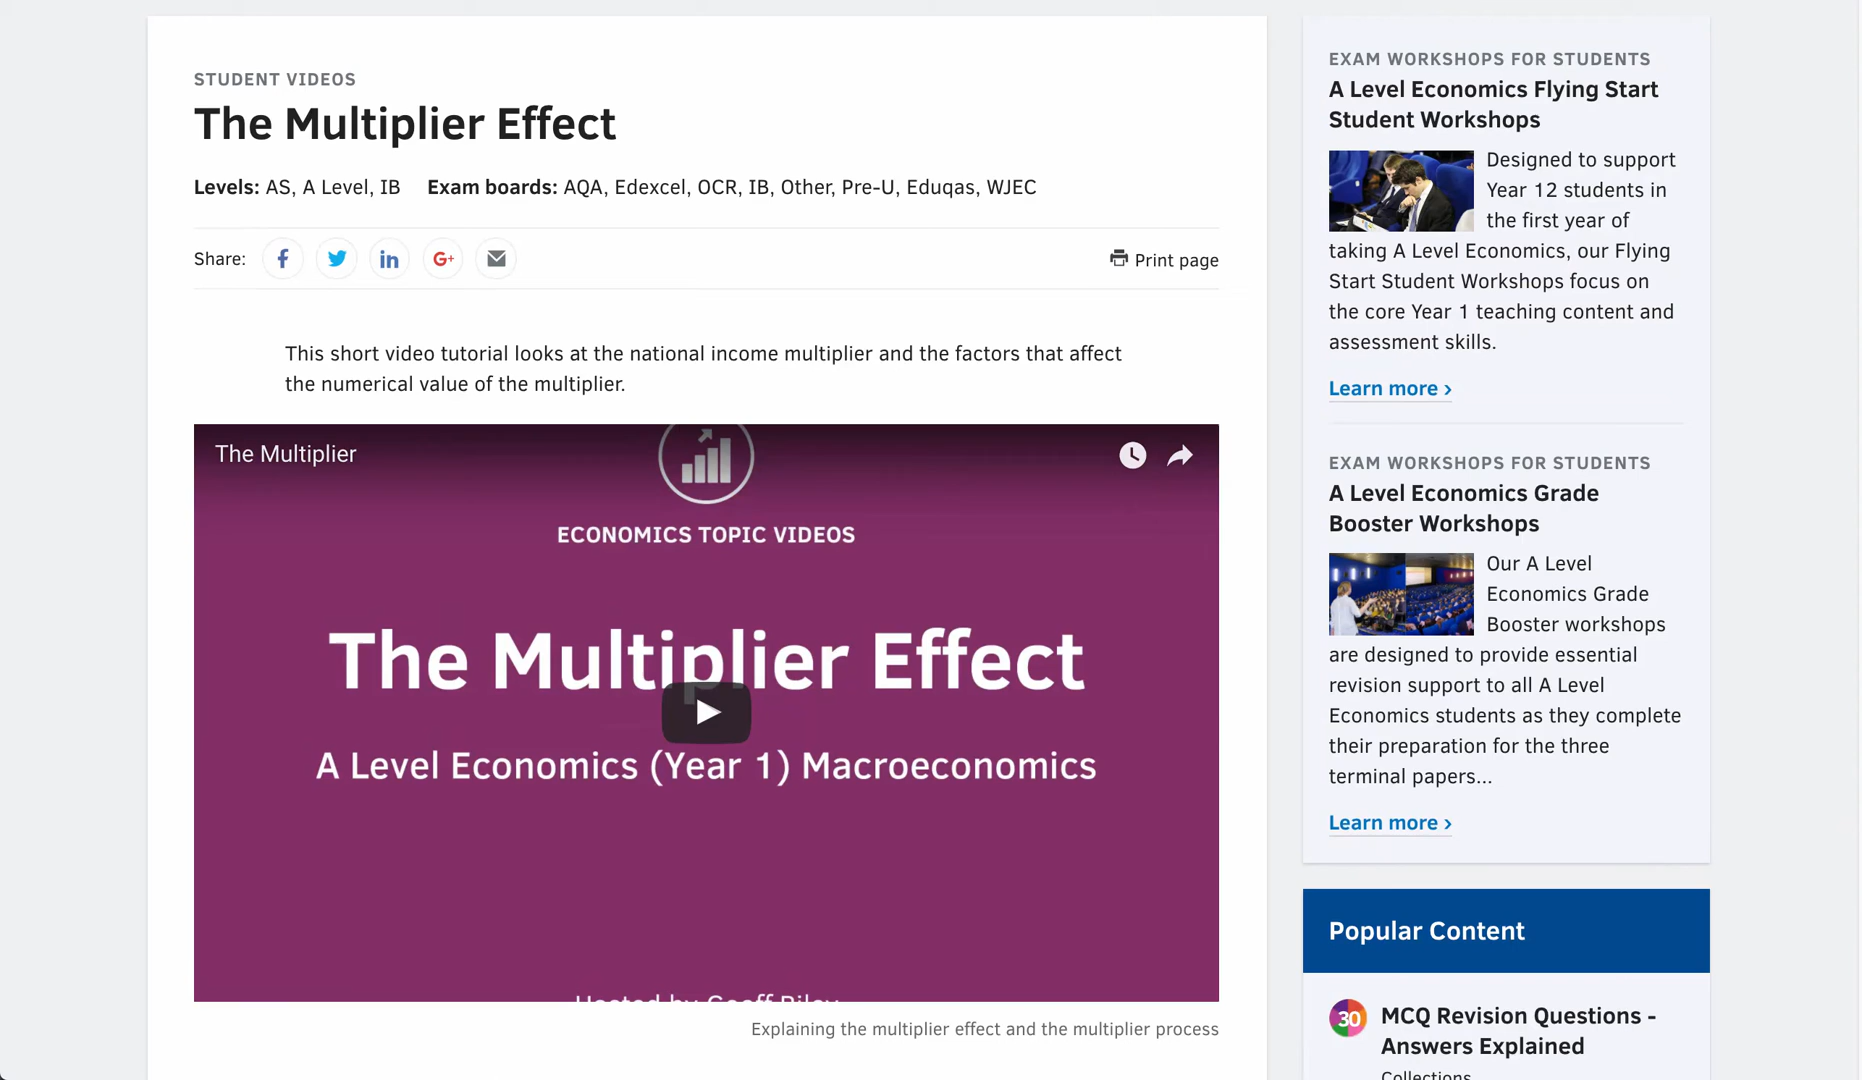 STUDENT VIDEOS
The Multiplier Effect
Levels: AS, A Level, IB Exam boards: AQA, Edexcel, OCR, IB, Other, Pre-U, Eduqas, WJEC
Share:
G+
Print page
This short video tutorial looks at the national income multiplier and the factors that affect
the numerical value of the multiplier.
The Multiplier
ECONOMICS TOPIC VIDEOS
The Multiplier Effect
A Level Economics (Year 1) Macroeconomics
Hosted by Geoff Riley
Explaining the multiplier effect and the multiplier process
EXAM WORKSHOPS FOR STUDENTS
A Level Economics Flying Start
Student Workshops
Designed to support
Year 12 students in
the first year of
taking A Level Economics, our Flying
Start Student Workshops focus on
the core Year 1 teaching content and
assessment skills.
Learn more ›
EXAM WORKSHOPS FOR STUDENTS
A Level Economics Grade
Booster Workshops
Our A Level
Economics Grade
Booster workshops
are designed to provide essential
revision support to all A Level
Economics students as they complete
their preparation for the three
terminal papers...
Learn more ›
Popular Content
30
MCQ Revision Questions -
Answers Explained
Collections